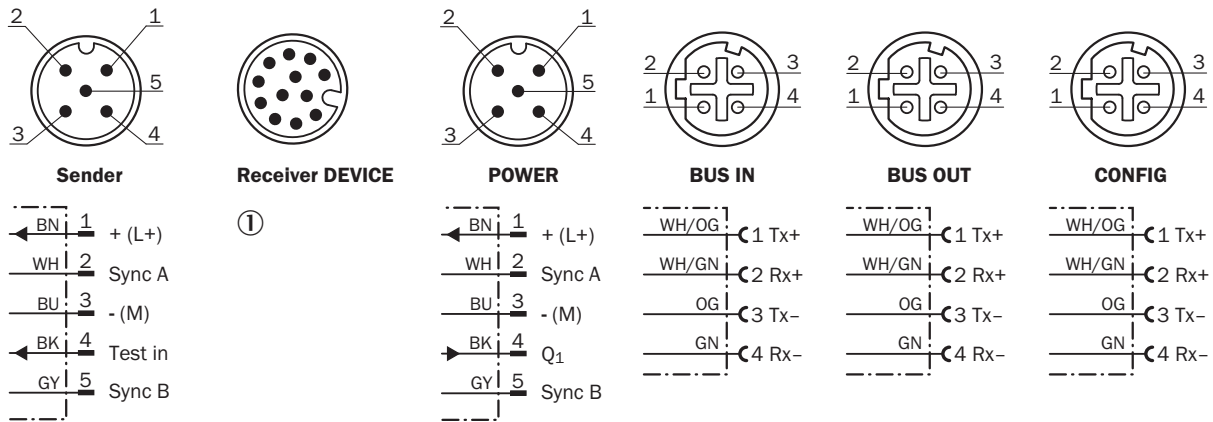 2 1
5
3 4
Sender
BN 1 + (L+)
WH 2 Sync A
BU 3 - (M)
BK 4 Test in
GY 5 Sync B
Receiver DEVICE
①
2 1
5
3 4
POWER
BN 1 + (L+)
WH 2 Sync A
BU 3 - (M)
BK 4 Q1
GY 5 Sync B
2 3
1 4
BUS IN
WH/OG 1 Tx+
WH/GN 2 Rx+
OG 3 Tx–
GN 4 Rx–
2 3
1 4
BUS OUT
WH/OG 1 Tx+
WH/GN 2 Rx+
OG 3 Tx–
GN 4 Rx–
2 3
1 4
CONFIG
WH/OG 1 Tx+
WH/GN 2 Rx+
OG 3 Tx–
GN 4 Rx–